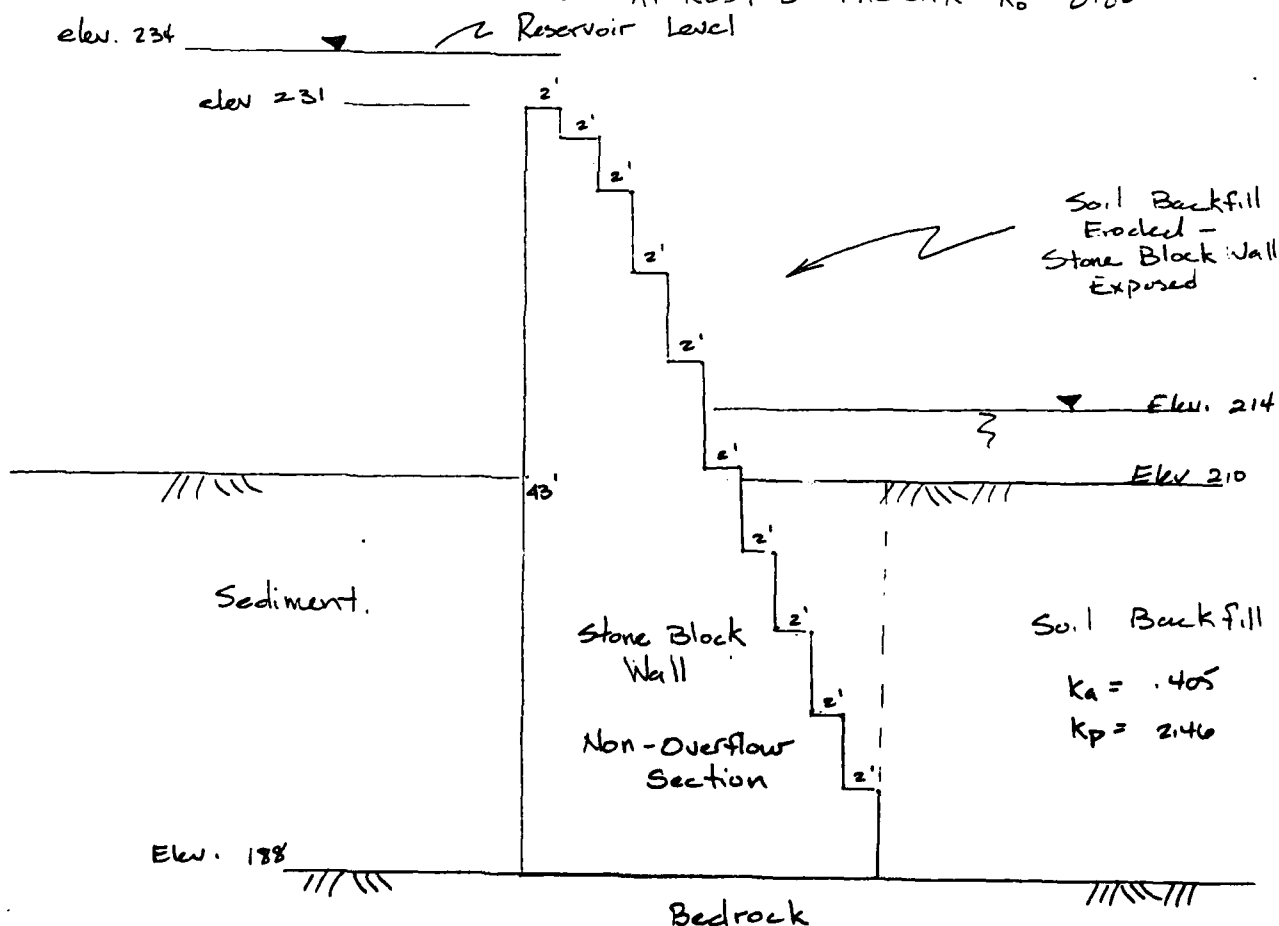 elev. 234
Reservoir Level
elev 231
2'
2'
2'
2'
2'
2'
2'
2'
2'
2'
Soil Backfill
Eroded -
Stone Block Wall
Exposed
Elev. 214
Elev 210
43'
Sediment.
Stone Block
Wall
Non-Overflow
Section
Soil Backfill
ka = .405
kp = 2.46
Elev. 188
Bedrock